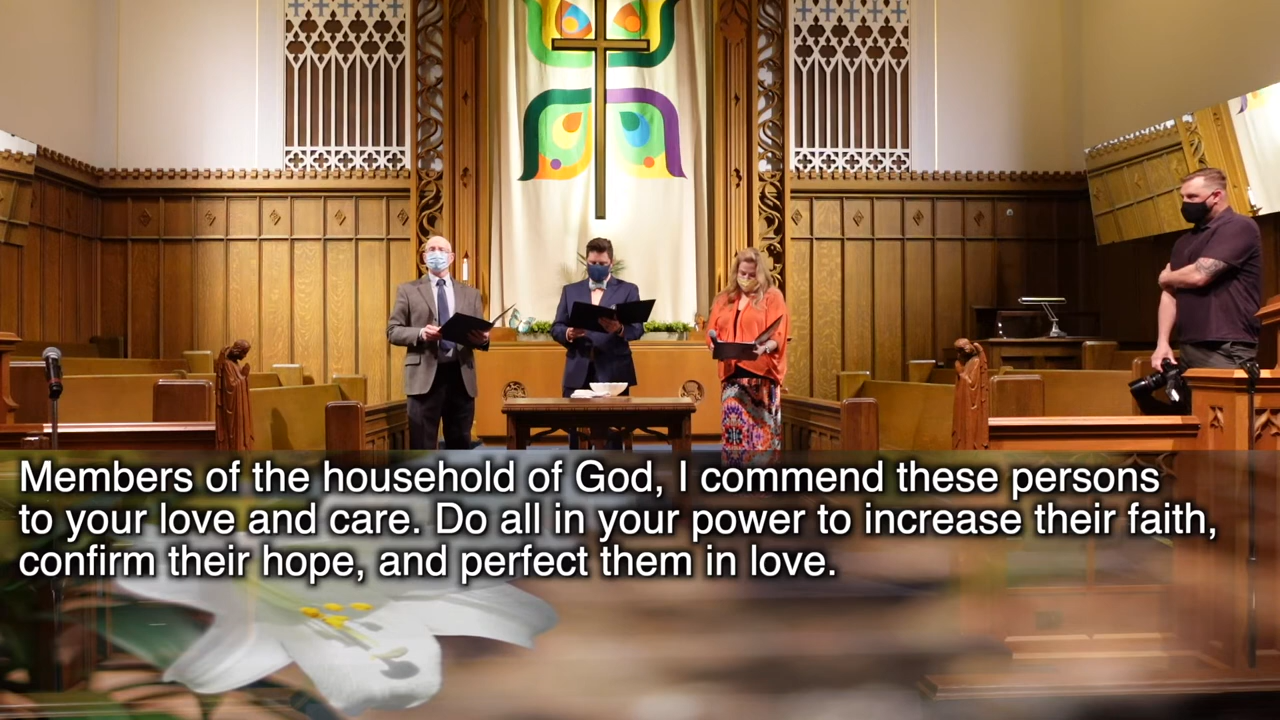 Members of the household of God, I commend these persons
to your love and care. Do all in your power to increase their faith,
confirm their hope, and perfect them in love.